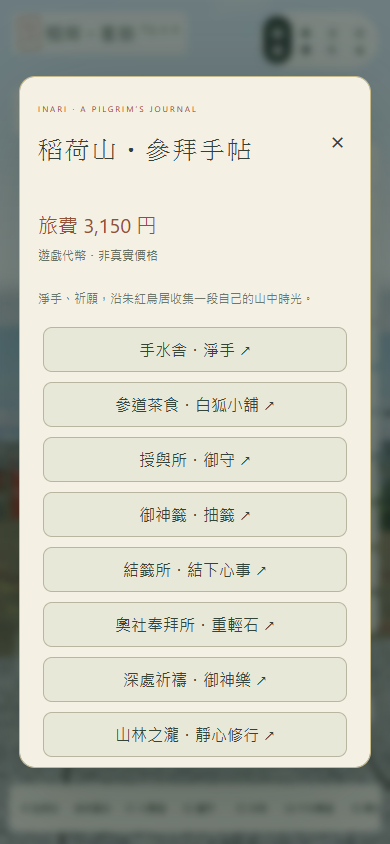 INARI · A PILGRIM'S JOURNAL
稻荷山・參拜手帖
×
旅費 3,150 円
遊戲代幣 · 非真實價格
淨手、祈願，沿朱紅鳥居收集一段自己的山中時光。
手水舍 · 淨手 ↗
參道茶食 · 白狐小舖 ↗
授與所 · 御守 ↗
御神籤 · 抽籤 ↗
結籤所 · 結下心事 ↗
奧社奉拜所 · 重輕石 ↗
深處祈禱 · 御神樂 ↗
山林之瀧 · 靜心修行 ↗